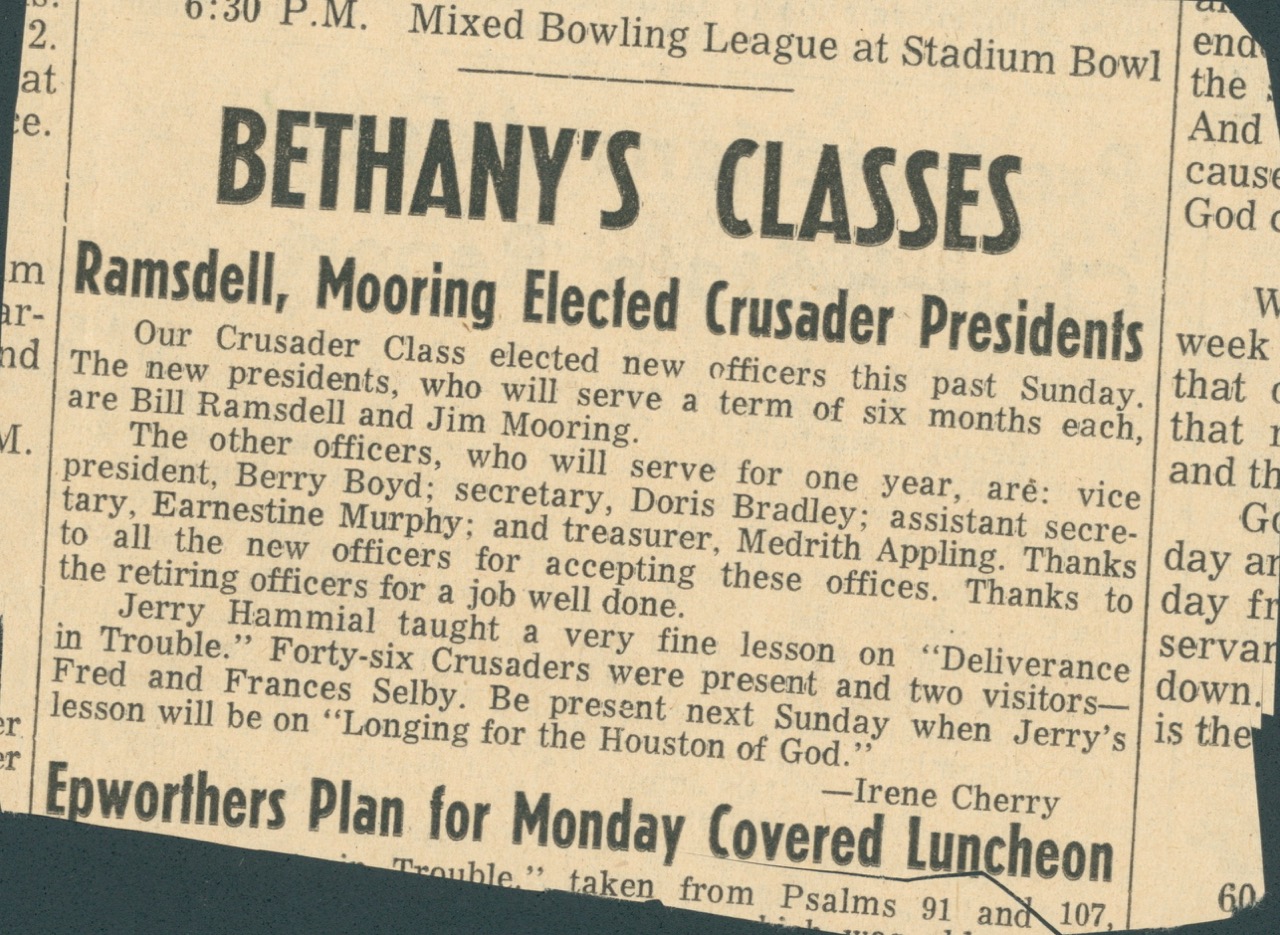 6:30 P.M. Mixed Bowling League at Stadium Bowl
BETHANY'S CLASSES
Ramsdell, Mooring Elected Crusader Presidents
Our Crusader Class elected new officers this past Sunday.
The new presidents, who will serve a term of six months each,
are Bill Ramsdell and Jim Mooring.
The other officers, who will serve for one year, are: vice
president, Berry Boyd; secretary, Doris Bradley; assistant secre-
tary, Earnestine Murphy; and treasurer, Medrith Appling. Thanks
to all the new officers for accepting these offices. Thanks to
the retiring officers for a job well done.
Jerry Hammial taught a very fine lesson on "Deliverance
in Trouble." Forty-six Crusaders were present and two visitors—
Fred and Frances Selby. Be present next Sunday when Jerry's
lesson will be on "Longing for the Houston of God."
—Irene Cherry
Epworthers Plan for Monday Covered Luncheon
in Trouble." taken from Psalms 91 and 107,
2.
at
m
nd
M.
er
er
the
And
cause
God
week
that
that
and th
day
day
down.
is the
60